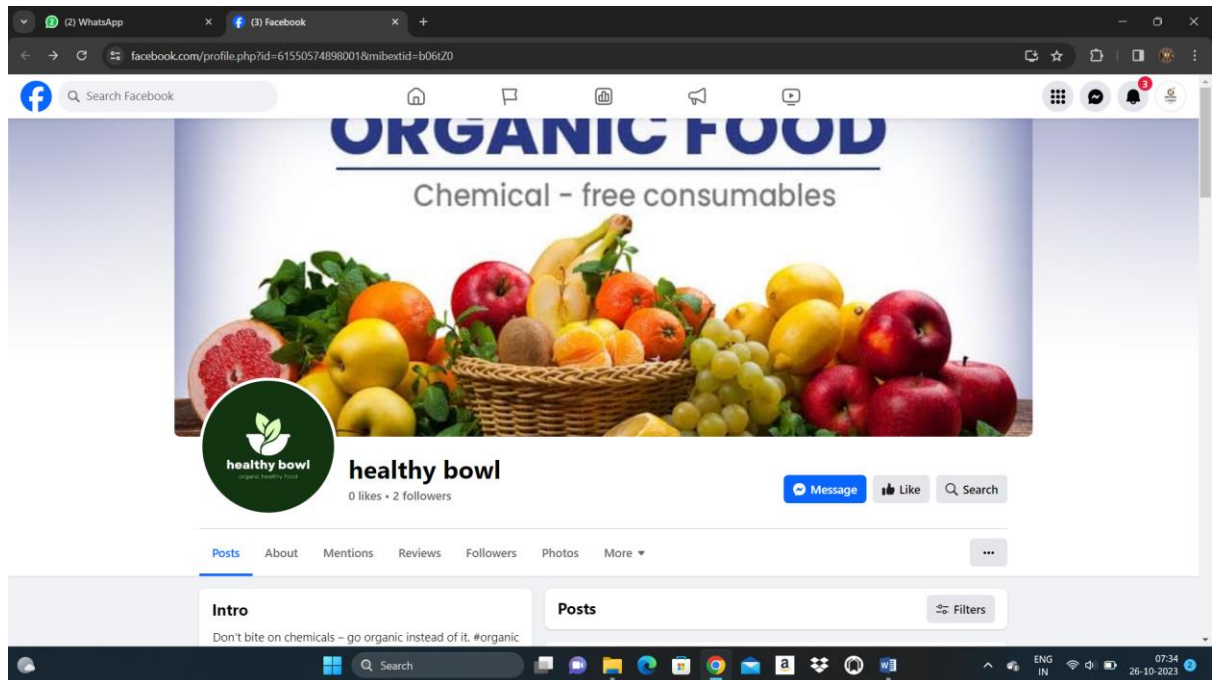 (2) WhatsApp
(3) Facebook
facebook.com/profile.php?id=61550574898001&mibextid=b06tZ0
Search Facebook
3
ORGANIC FOOD
Chemical - free consumables
healthy bowl
organic healthy food
healthy bowl
0 likes • 2 followers
Message
Like
Search
Posts
About
Mentions
Reviews
Followers
Photos
More
Intro
Don't bite on chemicals – go organic instead of it. #organic
Posts
Filters
Search
ENG
IN
07:34
26-10-2023
2